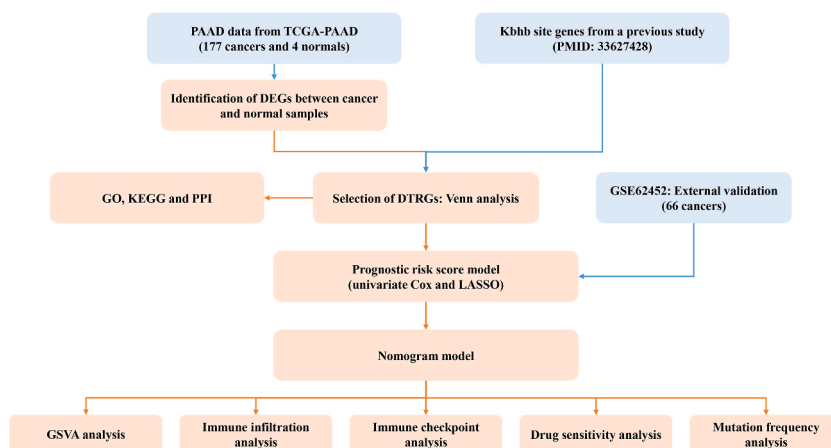 PAAD data from TCGA-PAAD
(177 cancers and 4 normals)
Kbhb site genes from a previous study
(PMID: 33627428)
Identification of DEGs between cancer
and normal samples
GO, KEGG and PPI
Selection of DTRGs: Venn analysis
GSE62452: External validation
(66 cancers)
Prognostic risk score model
(univariate Cox and LASSO)
Nomogram model
GSVA analysis
Immune infiltration
analysis
Immune checkpoint
analysis
Drug sensitivity analysis
Mutation frequency
analysis